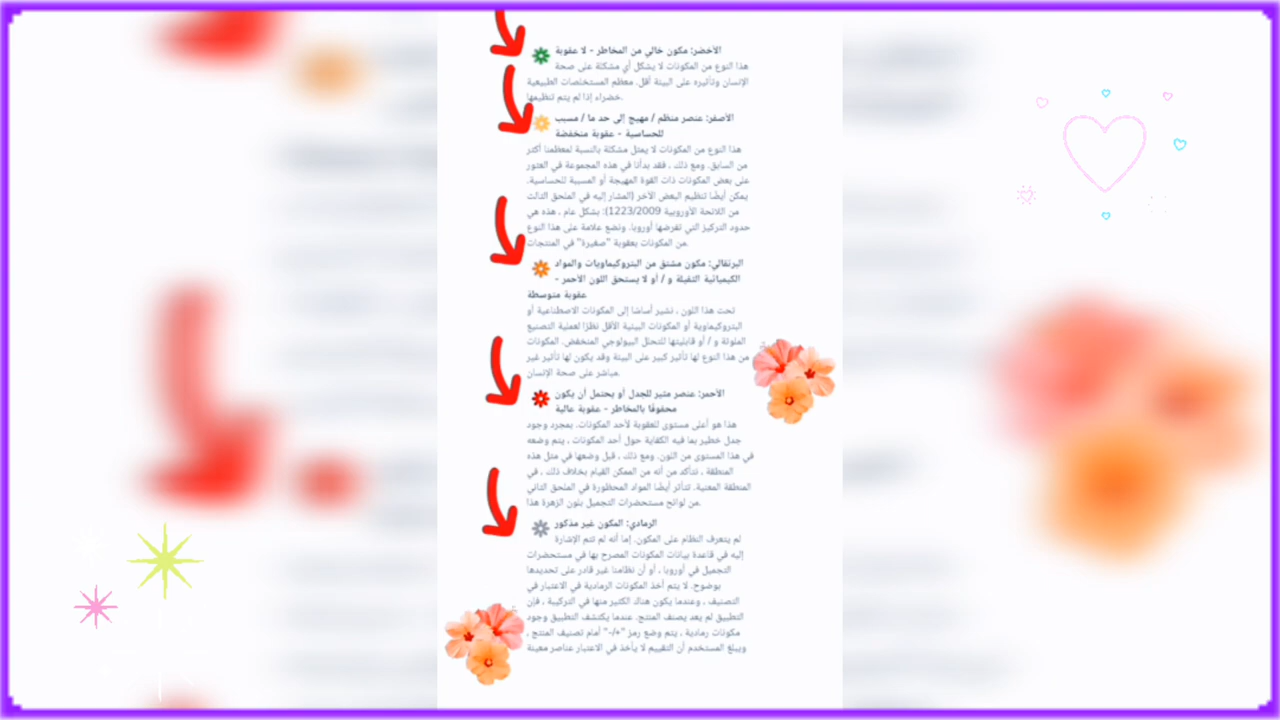 الأخضر: مكون خالي من المخاطر - لا عقوبة
هذا النوع من المكونات لا يشكل أي مشكلة على صحة
الإنسان وتأثيره على البيئة أقل. معظم المستخلصات الطبيعية
خضراء إذا لم يتم تنظيمها.
الأصفر: عنصر منظم / مهيج إلى حد ما / مسبب
للحساسية - عقوبة منخفضة
هذا النوع من المكونات لا يمثل مشكلة بالنسبة لمعظمنا أكثر
من السابق. ومع ذلك ، فقد بدأنا في هذه المجموعة في العثور
على بعض المكونات ذات القوة المهيجة أو المسببة للحساسية.
يمكن أيضًا تنظيم البعض الآخر (المشار إليه في الملحق الثالث
من اللائحة الأوروبية 1223/2009): بشكل عام ، هذه هي
حدود التركيز التي تفرضها أوروبا. ونضع علامة على هذا النوع
من المكونات بعقوبة "صغيرة" في المنتجات.
البرتقالي: مكون مشتق من البتروكيماويات والمواد
الكيميائية الثقيلة و / أو لا يستحق اللون الأحمر -
عقوبة متوسطة
تحت هذا اللون ، نشير أساسًا إلى المكونات الاصطناعية أو
البتروكيماوية أو المكونات البيئية الأقل نظرًا لعملية التصنيع
الملوثة و / أو قابليتها للتحلل البيولوجي المنخفض. المكونات
من هذا النوع لها تأثير كبير على البيئة وقد يكون لها تأثير غير
مباشر على صحة الإنسان.
الأحمر: عنصر مثير للجدل أو يحتمل أن يكون
محفوفًا بالمخاطر - عقوبة عالية
هذا هو أعلى مستوى للعقوبة لأحد المكونات. بمجرد وجود
جدل خطير بما فيه الكفاية حول أحد المكونات ، يتم وضعه
في هذا المستوى من اللون. ومع ذلك ، قبل وضعها في مثل هذه
المنطقة ، نتأكد من أنه من الممكن القيام بخلاف ذلك ، في
المنطقة المعنية. تتأثر أيضًا المواد المحظورة في الملحق الثاني
من لوائح مستحضرات التجميل بلون الزهرة هذا.
الرمادي: المكون غير مذكور
لم يتعرف النظام على المكون. إما أنه لم تتم الإشارة
إليه في قاعدة بيانات المكونات المصرح بها في مستحضرات
التجميل في أوروبا ، أو أن نظامنا غير قادر على تحديدها
بوضوح. لا يتم أخذ المكونات الرمادية في الاعتبار في
التصنيف ، وعندما يكون هناك الكثير منها في التركيبة ، فإن
التطبيق لم يعد يصنف المنتج. عندما يكتشف التطبيق وجود
مكونات رمادية ، يتم وضع رمز "+/-" أمام تصنيف المنتج ،
ويبلغ المستخدم أن التقييم لا يأخذ في الاعتبار عناصر معينة